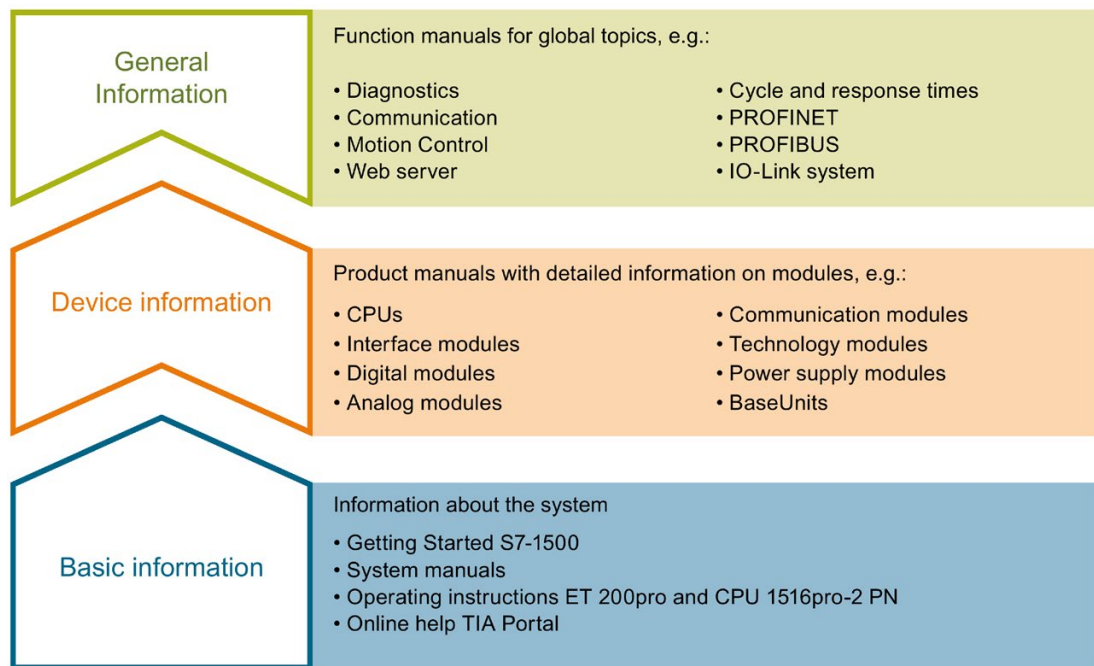 General
Information
Function manuals for global topics, e.g.:
• Diagnostics
• Communication
• Motion Control
• Web server
• Cycle and response times
• PROFINET
• PROFIBUS
• IO-Link system
Device information
Product manuals with detailed information on modules, e.g.:
• CPUs
• Interface modules
• Digital modules
• Analog modules
• Communication modules
• Technology modules
• Power supply modules
• BaseUnits
Basic information
Information about the system
• Getting Started S7-1500
• System manuals
• Operating instructions ET 200pro and CPU 1516pro-2 PN
• Online help TIA Portal